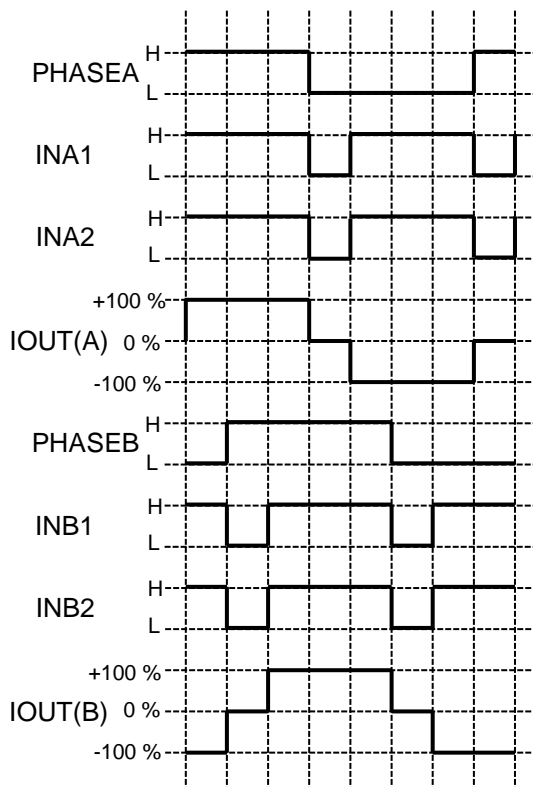 H
PHASEA
L
H
INA1
L
H
INA2
L
+100 %
IOUT(A) 0 %
-100 %
H
PHASEB
L
H
INB1
L
H
INB2
L
+100 %
IOUT(B) 0 %
-100 %